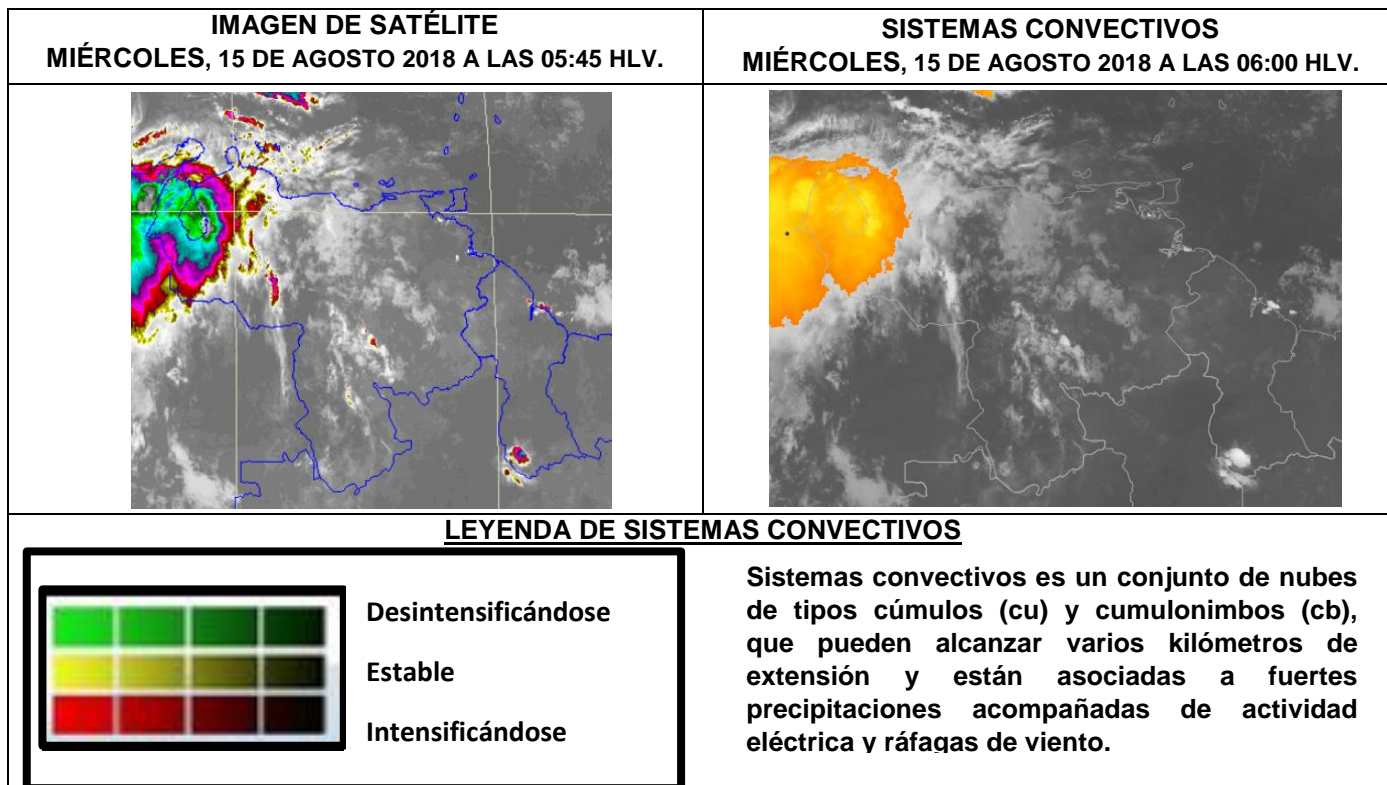 IMAGEN DE SATÉLITE
MIÉRCOLES, 15 DE AGOSTO 2018 A LAS 05:45 HLV.
SISTEMAS CONVECTIVOS
MIÉRCOLES, 15 DE AGOSTO 2018 A LAS 06:00 HLV.
LEYENDA DE SISTEMAS CONVECTIVOS
Desintensificándose
Estable
Intensificándose
Sistemas convectivos es un conjunto de nubes
de tipos cúmulos (cu) y cumulonimbos (cb),
que pueden alcanzar varios kilómetros de
extensión y están asociadas a fuertes
precipitaciones acompañadas de actividad
eléctrica y ráfagas de viento.